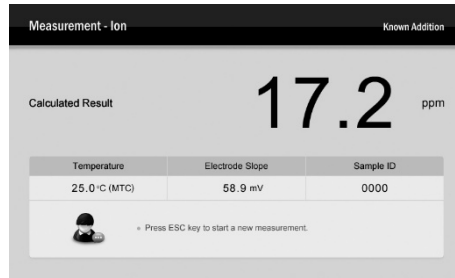 Measurement - Ion Known Addition
Calculated Result 17.2 ppm
Temperature Electrode Slope Sample ID
25.0 °C (MTC) 58.9 mV 0000
Press ESC key to start a new measurement.